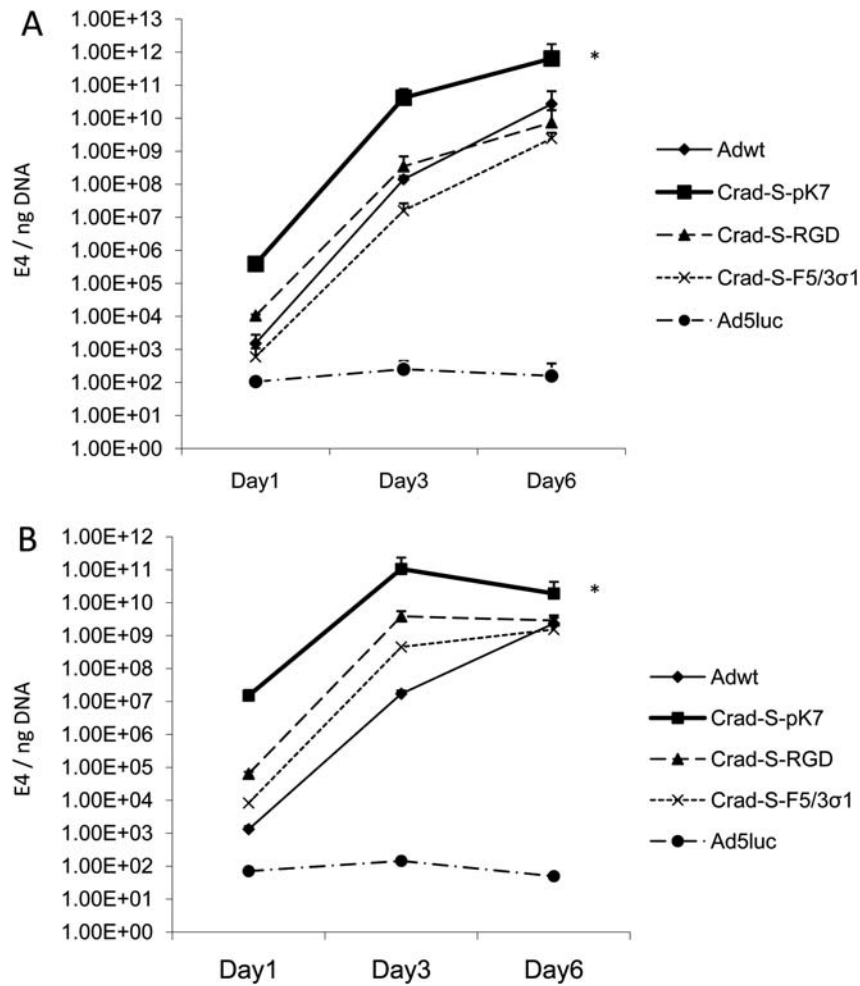 A
1.00E+13
1.00E+12
1.00E+11
1.00E+10
1.00E+09
1.00E+08
1.00E+07
1.00E+06
1.00E+05
1.00E+04
1.00E+03
1.00E+02
1.00E+01
1.00E+00
E4 / ng DNA
Day1 Day3 Day6
*
Adwt
Crad-S-pK7
Crad-S-RGD
Crad-S-F5/3σ1
Ad5luc
B
1.00E+12
1.00E+11
1.00E+10
1.00E+09
1.00E+08
1.00E+07
1.00E+06
1.00E+05
1.00E+04
1.00E+03
1.00E+02
1.00E+01
1.00E+00
E4 / ng DNA
Day1 Day3 Day6
*
Adwt
Crad-S-pK7
Crad-S-RGD
Crad-S-F5/3σ1
Ad5luc